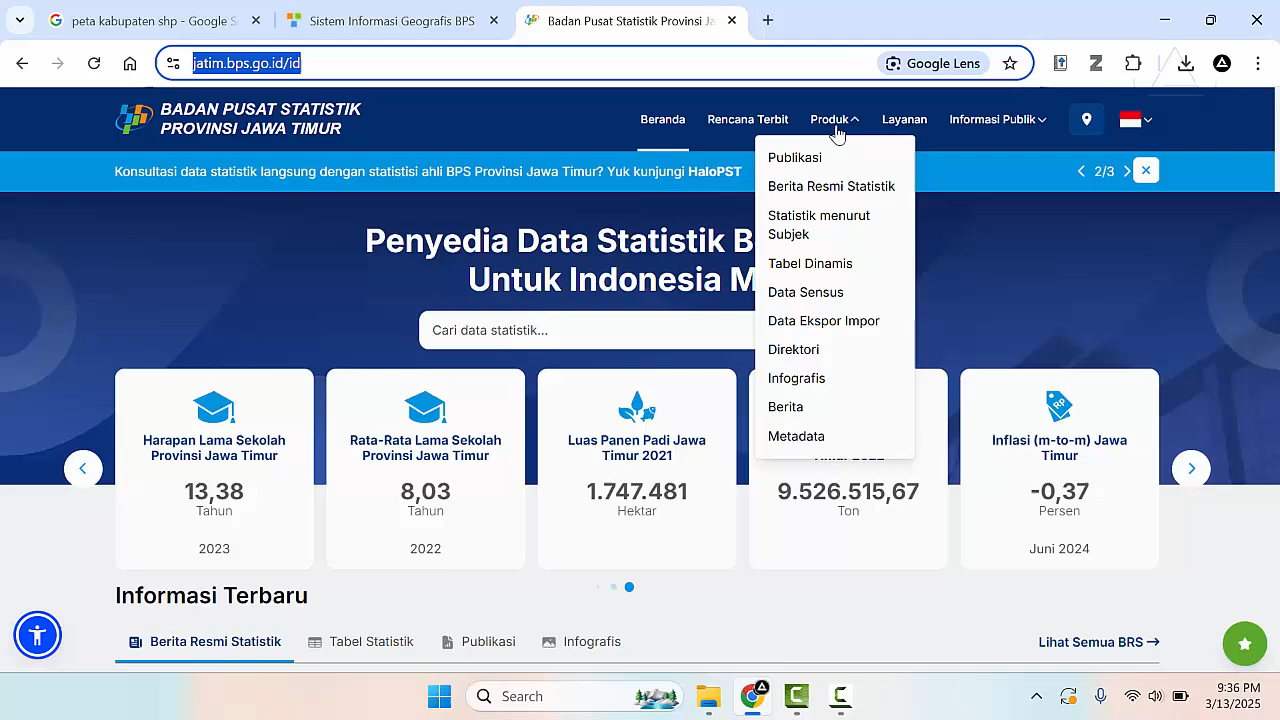 peta kabupaten shp - Google S
Sistem Informasi Geografis BPS
Badan Pusat Statistik Provinsi Ja
jatim.bps.go.id/id
Google Lens
BADAN PUSAT STATISTIK
PROVINSI JAWA TIMUR
Beranda
Rencana Terbit
Produk
Layanan
Informasi Publik
Konsultasi data statistik langsung dengan statistisi ahli BPS Provinsi Jawa Timur? Yuk kunjungi HaloPST
2/3
Publikasi
Berita Resmi Statistik
Statistik menurut
Subjek
Tabel Dinamis
Data Sensus
Data Ekspor Impor
Direktori
Infografis
Berita
Metadata
Penyedia Data Statistik B
Untuk Indonesia M
Cari data statistik...
Harapan Lama Sekolah
Provinsi Jawa Timur
13,38
Tahun
2023
Rata-Rata Lama Sekolah
Provinsi Jawa Timur
8,03
Tahun
2022
Luas Panen Padi Jawa
Timur 2021
1.747.481
Hektar
9.526.515,67
Ton
Inflasi (m-to-m) Jawa
Timur
-0,37
Persen
Juni 2024
Informasi Terbaru
Berita Resmi Statistik
Tabel Statistik
Publikasi
Infografis
Lihat Semua BRS →
Search
9:36 PM
3/13/2025